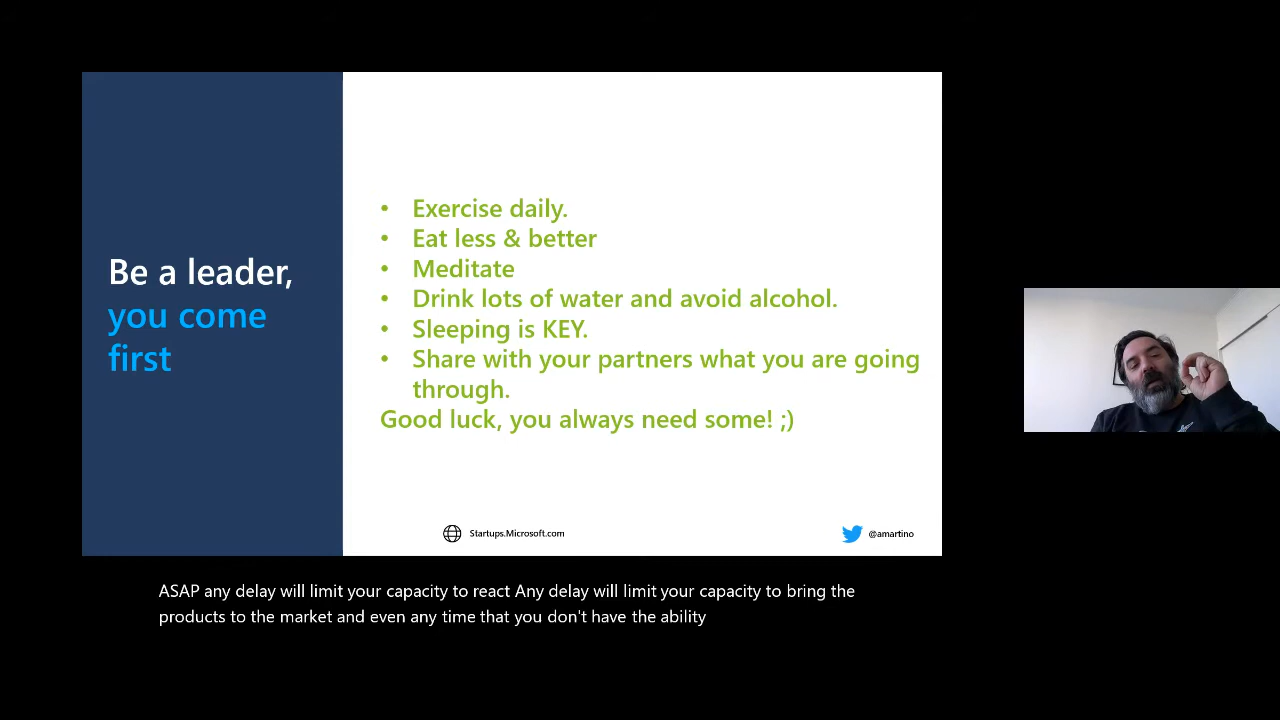 Be a leader,
you come
first
• Exercise daily.
• Eat less & better
• Meditate
• Drink lots of water and avoid alcohol.
• Sleeping is KEY.
• Share with your partners what you are going
through.
Good luck, you always need some! ;)
Startups.Microsoft.com
@amartino
ASAP any delay will limit your capacity to react Any delay will limit your capacity to bring the
products to the market and even any time that you don't have the ability